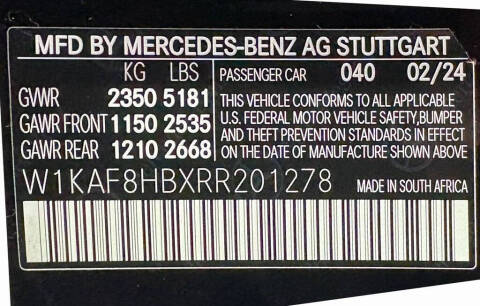 MFD BY MERCEDES-BENZ AG STUTTGART
KG LBS PASSENGER CAR 040 02/24
GVWR 2350 5181 THIS VEHICLE CONFORMS TO ALL APPLICABLE
U.S. FEDERAL MOTOR VEHICLE SAFETY,BUMPER
GAWR FRONT 1150 2535 AND THEFT PREVENTION STANDARDS IN EFFECT
GAWR REAR 1210 2668 ON THE DATE OF MANUFACTURE SHOWN ABOVE
W1KAF8HBXRR201278 MADE IN SOUTH AFRICA